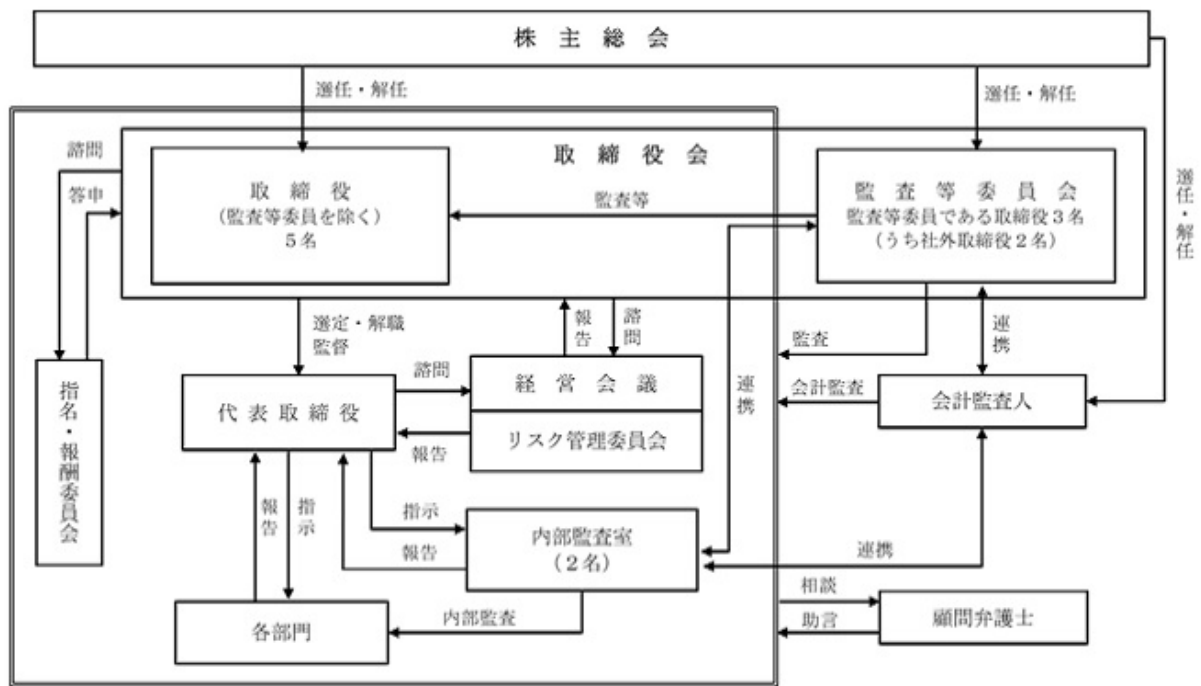 株主総会
選任・解任
選任・解任
選任・解任
諮問
答申
取締役会
取締役
(監査等委員を除く)
5名
監査等
監査等委員会
監査等委員である取締役3名
(うち社外取締役2名)
選定・解職
監督
報告
諮問
監査
連携
連携
指名・報酬委員会
代表取締役
諮問
報告
経営会議
リスク管理委員会
会計監査
会計監査人
報告
指示
指示
報告
内部監査室
(2名)
連携
内部監査
各部門
相談
助言
顧問弁護士